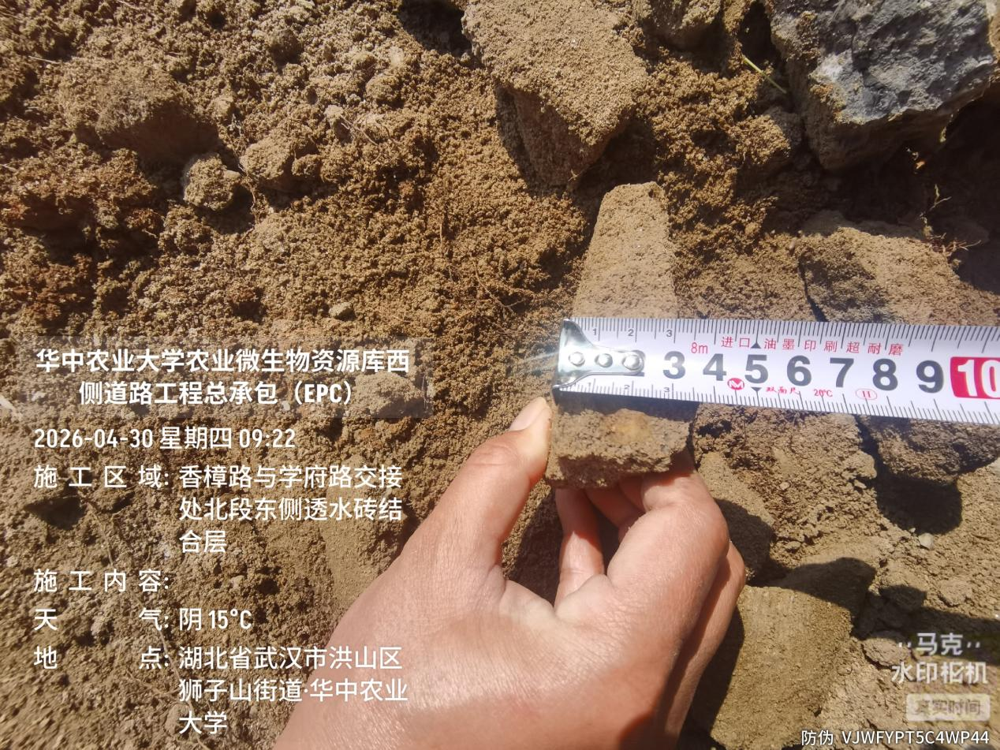 华中农业大学农业微生物资源库西
侧道路工程总承包（EPC）
2026-04-30 星期四 09:22
施工区域: 香樟路与学府路交接
处北段东侧透水砖结
合层
施工内容:
天气: 阴 15°C
地点: 湖北省武汉市洪山区
狮子山街道·华中农业
大学
1 2 3
8m 进口油墨印刷超耐磨
3 4 5 6 7 8 9 10
2 3 双面尺 20°C II
马克
水印相机
真实时间
防伪 VJWFYPT5C4WP44